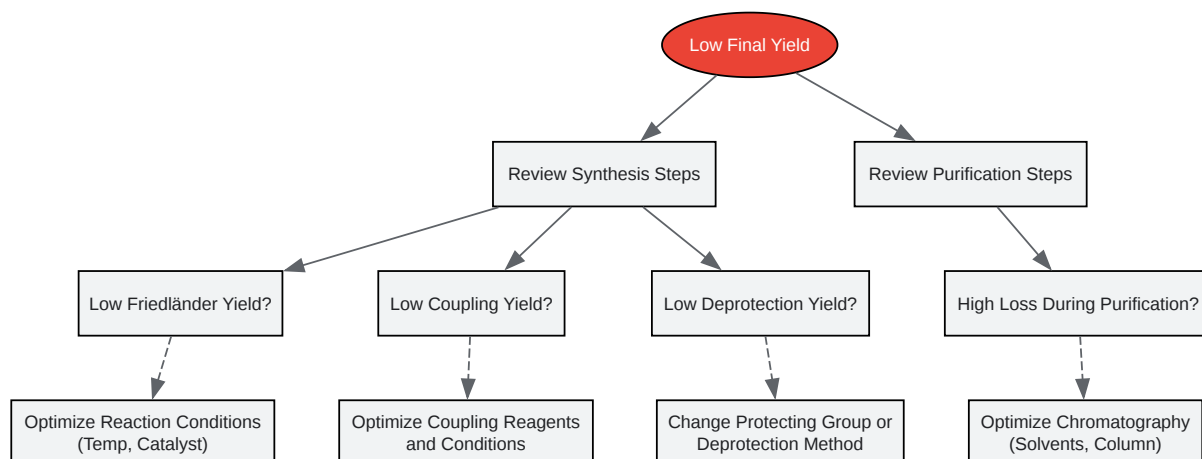 Low Final Yield
Review Synthesis Steps
Review Purification Steps
Low Friedländer Yield?
Low Coupling Yield?
Low Deprotection Yield?
High Loss During Purification?
Optimize Reaction Conditions
(Temp, Catalyst)
Optimize Coupling Reagents
and Conditions
Change Protecting Group or
Deprotection Method
Optimize Chromatography
(Solvents, Column)